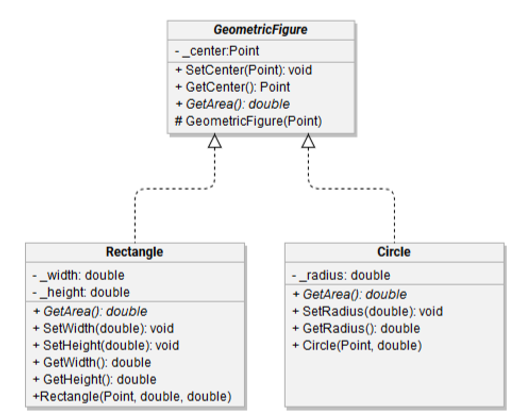 GeometricFigure
- _center:Point
+ SetCenter(Point): void
+ GetCenter(): Point
+ GetArea(): double
# GeometricFigure(Point)
Rectangle
- _width: double
- _height: double
+ GetArea(): double
+ SetWidth(double): void
+ SetHeight(double): void
+ GetWidth(): double
+ GetHeight(): double
+Rectangle(Point, double, double)
Circle
- _radius: double
+ GetArea(): double
+ SetRadius(double): void
+ GetRadius(): double
+ Circle(Point, double)